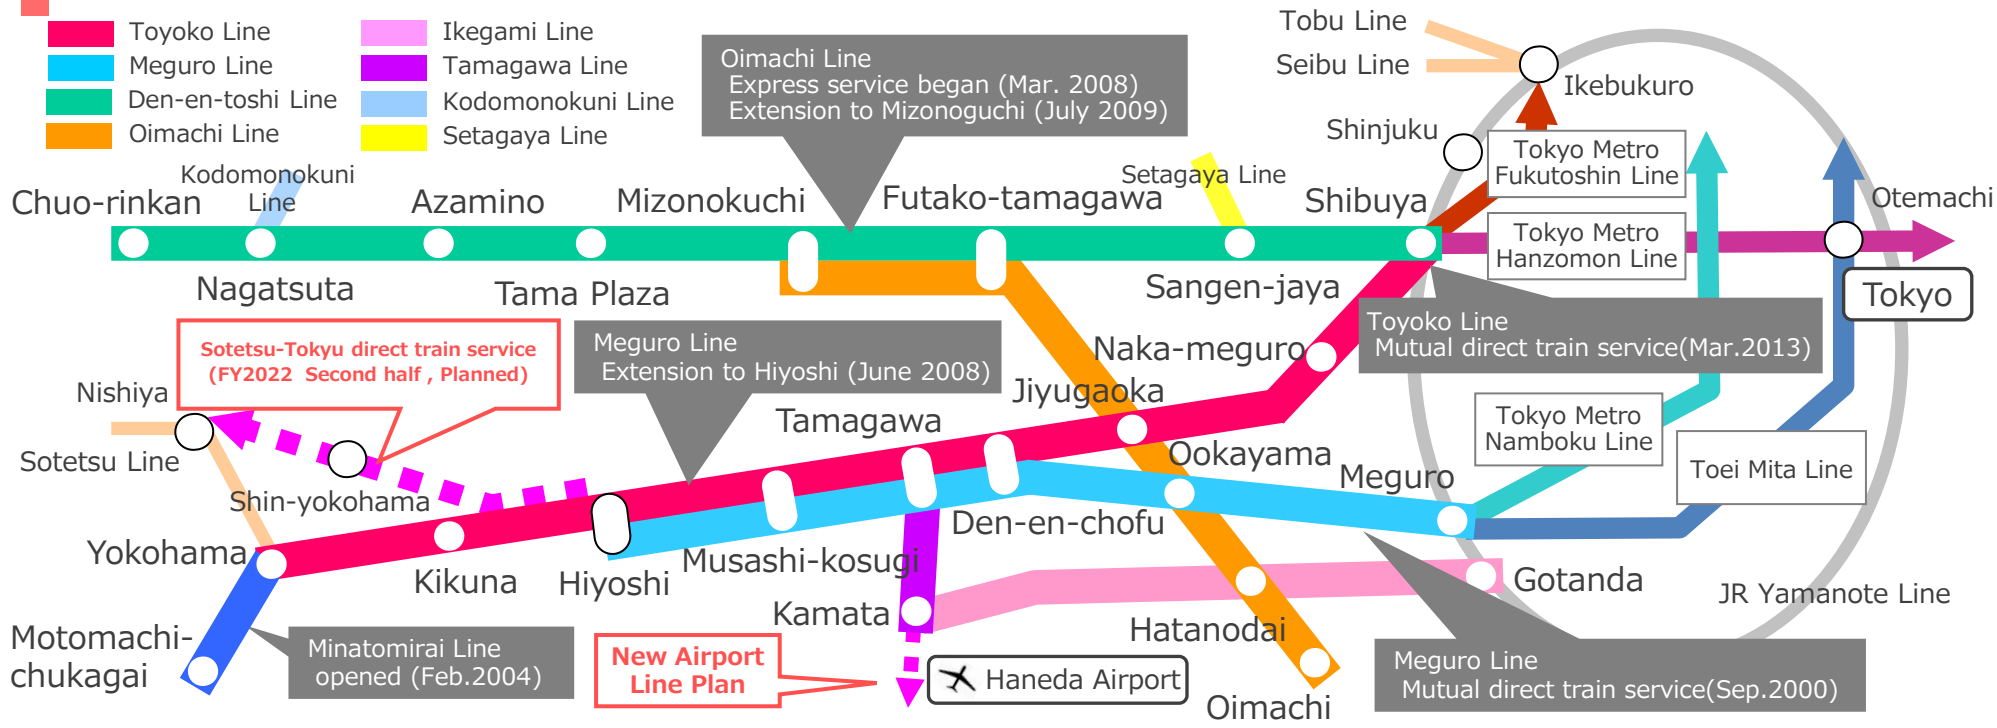 Toyoko Line
Meguro Line
Den-en-toshi Line
Oimachi Line
Ikegami Line
Tamagawa Line
Kodomonokuni Line
Setagaya Line
Oimachi Line
Express service began (Mar. 2008)
Extension to Mizonoguchi (July 2009)
Tobu Line
Seibu Line
Ikebukuro
Shinjuku
Tokyo Metro
Fukutoshin Line
Kodomonokuni
Line
Setagaya Line
Chuo-rinkan
Azamino
Mizonokuchi
Futako-tamagawa
Shibuya
Otemachi
Tokyo Metro
Hanzomon Line
Nagatsuta
Tama Plaza
Sangen-jaya
Tokyo
Sotetsu-Tokyu direct train service
(FY2022 Second half , Planned)
Meguro Line
Extension to Hiyoshi (June 2008)
Naka-meguro
Toyoko Line
Mutual direct train service(Mar.2013)
Nishiya
Sotetsu Line
Shin-yokohama
Tamagawa
Jiyugaoka
Ookayama
Meguro
Tokyo Metro
Namboku Line
Toei Mita Line
Yokohama
Kikuna
Hiyoshi
Musashi-kosugi
Den-en-chofu
Kamata
Gotanda
JR Yamanote Line
Hatanodai
Motomachi-
chukagai
Minatomirai Line
opened (Feb.2004)
New Airport
Line Plan
Haneda Airport
Oimachi
Meguro Line
Mutual direct train service(Sep.2000)